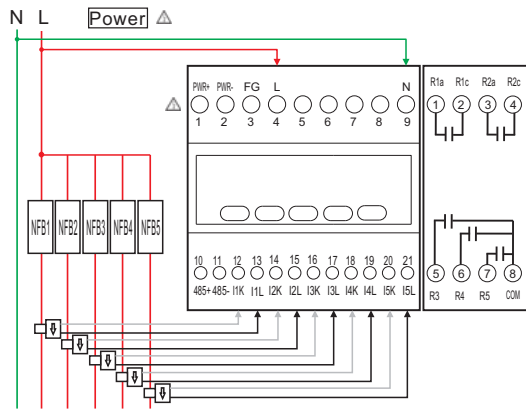 N L Power
PWR+ PWR- FG L N
1 2 3 4 5 6 7 8 9
R1a R1c R2a R2c
1 2 3 4
NFB1 NFB2 NFB3 NFB4 NFB5
10 11 12 13 14 15 16 17 18 19 20 21
485+ 485- I1K I1L I2K I2L I3K I3L I4K I4L I5K I5L
5 6 7 8
R3 R4 R5 COM